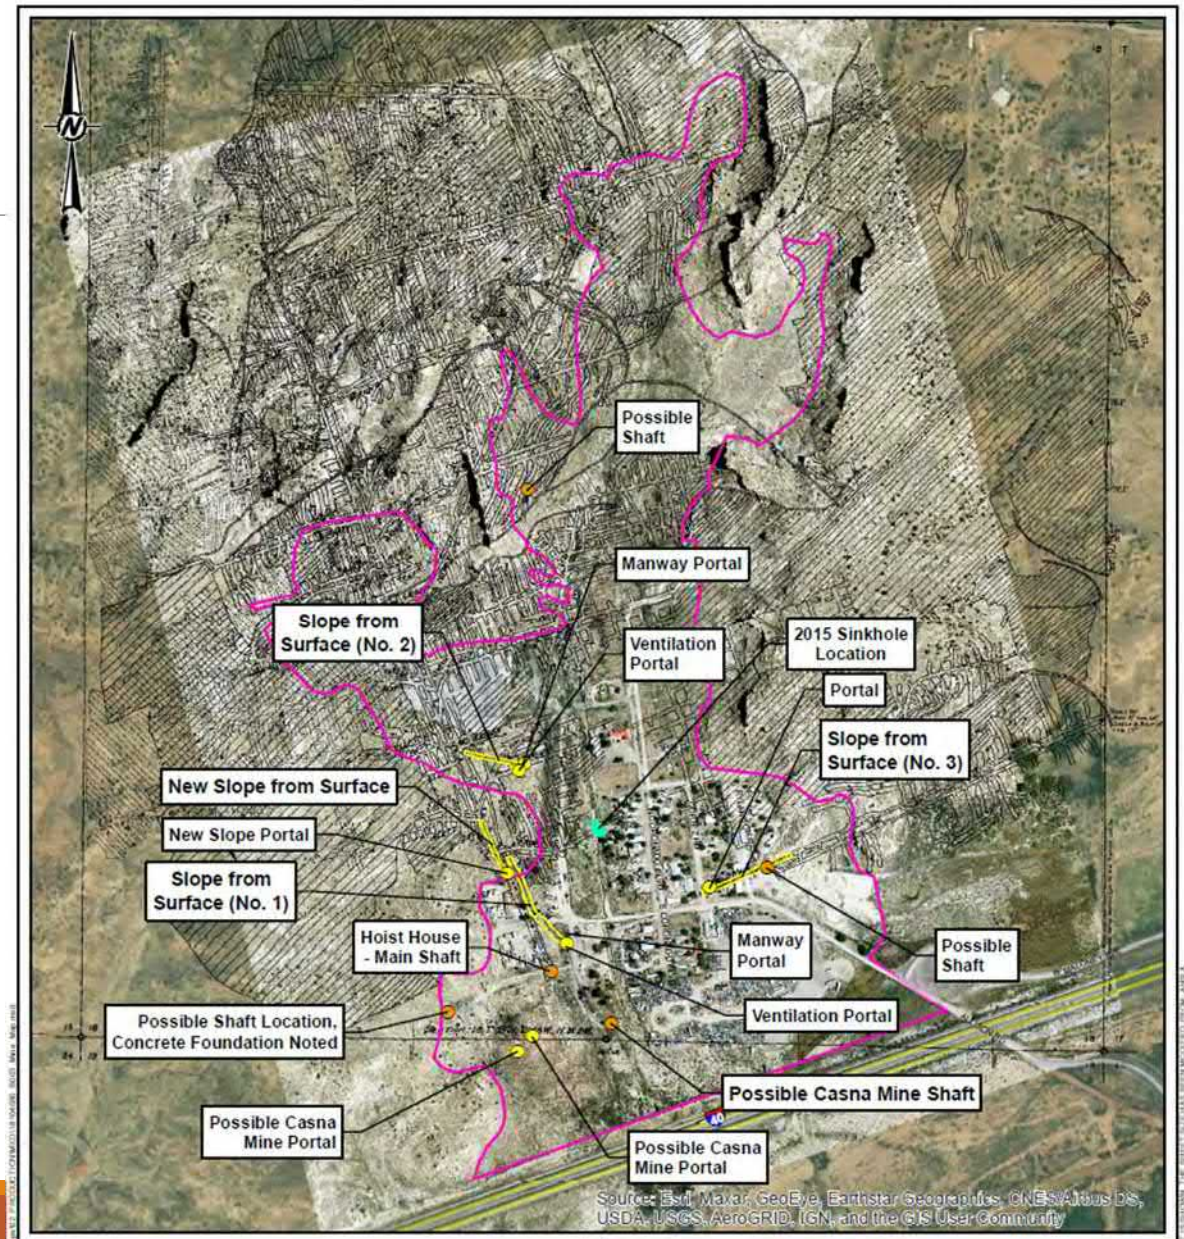 N
Possible
Shaft
Manway Portal
Slope from
Surface (No. 2)
Ventilation
Portal
2015 Sinkhole
Location
Portal
Slope from
Surface (No. 3)
New Slope from Surface
New Slope Portal
Slope from
Surface (No. 1)
Hoist House
- Main Shaft
Manway
Portal
Possible
Shaft
Possible Shaft Location,
Concrete Foundation Noted
Ventilation Portal
Possible Casna Mine Shaft
40
Possible Casna
Mine Portal
Possible Casna
Mine Portal
Source: Esri, Maxar, GeoEye, Earthstar Geographics, CNES/Airbus DS,
USDA, USGS, AeroGRID, IGN, and the GIS User Community